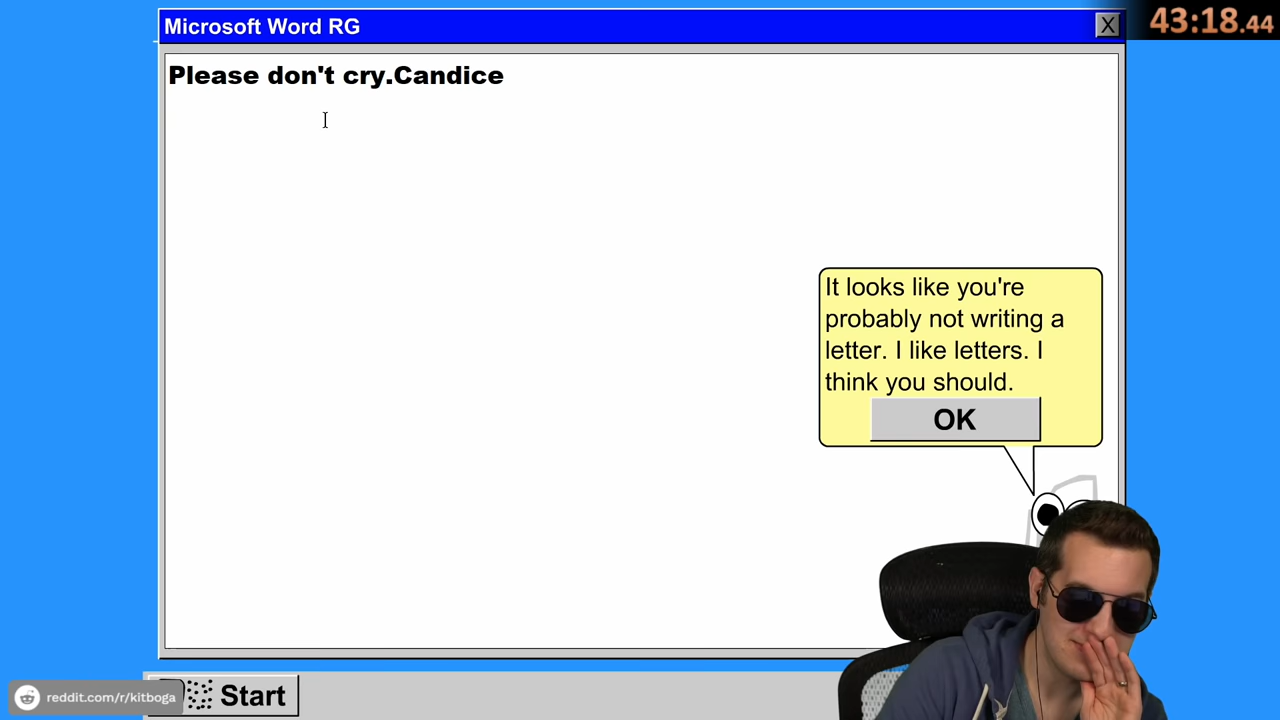 Microsoft Word RG
X
43:18.44
Please don't cry.Candice
It looks like you're
probably not writing a
letter. I like letters. I
think you should.
OK
reddit.com/r/kitboga
Start